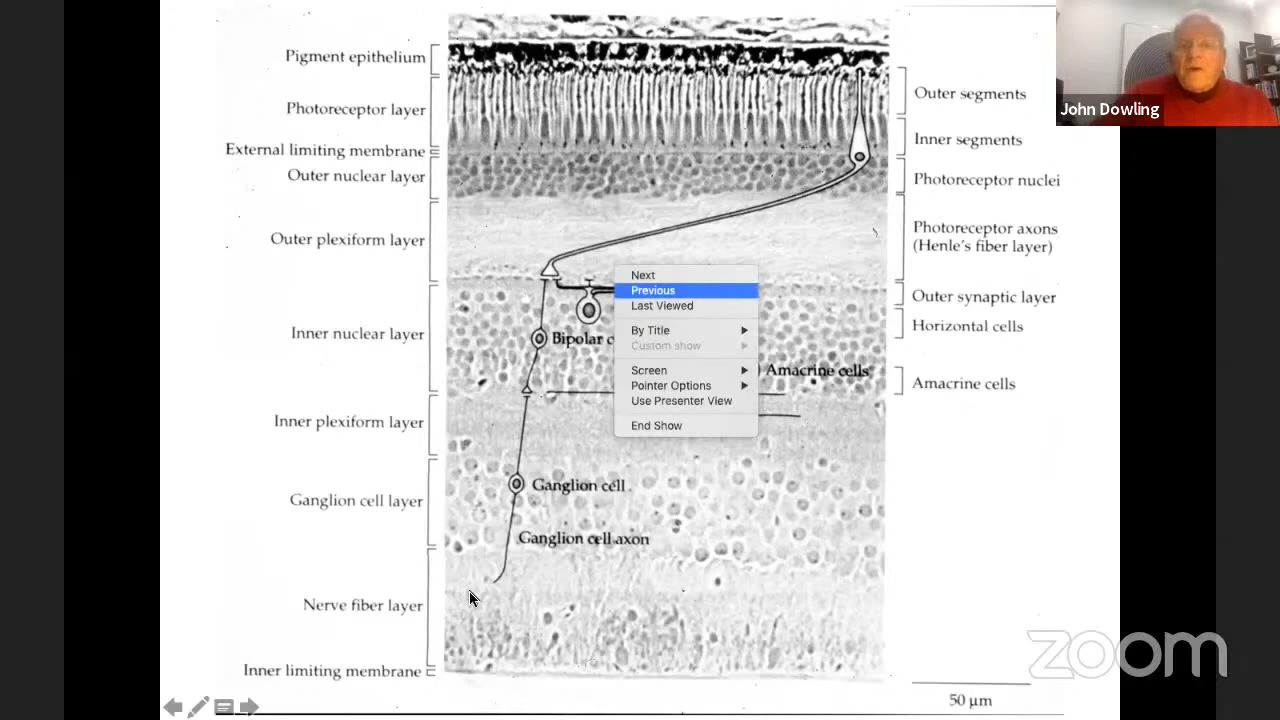 Pigment epithelium
Photoreceptor layer
External limiting membrane
Outer nuclear layer
Outer plexiform layer
Inner nuclear layer
Inner plexiform layer
Ganglion cell layer
Nerve fiber layer
Inner limiting membrane
Bipolar c
Amacrine cells
Ganglion cell
Ganglion cell axon
Next
Previous
Last Viewed
By Title
Custom show
Screen
Pointer Options
Use Presenter View
End Show
Outer segments
Inner segments
Photoreceptor nuclei
Photoreceptor axons
(Henle's fiber layer)
Outer synaptic layer
Horizontal cells
Amacrine cells
50 µm
John Dowling
zoom